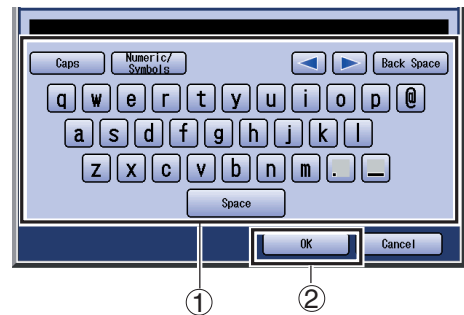 Caps Numeric/ Symbols ◀ ▶ Back Space
q w e r t y u i o p @
a s d f g h j k l
z x c v b n m . _
Space
OK Cancel
① ②